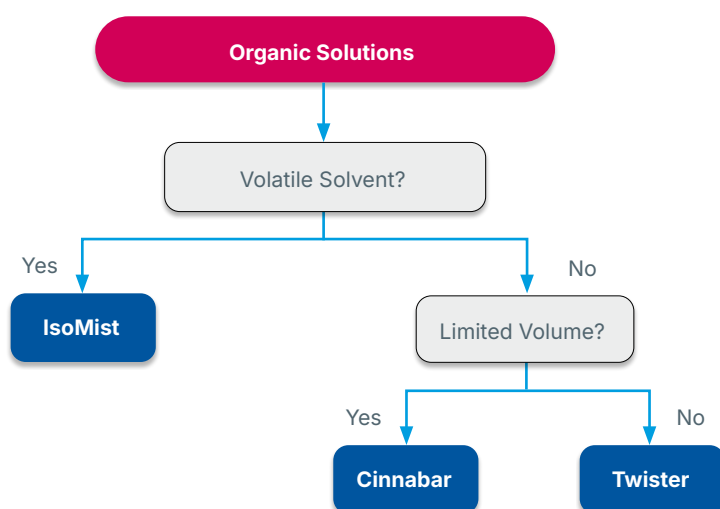 Organic Solutions
Volatile Solvent?
Yes
No
IsoMist
Limited Volume?
Yes
No
Cinnabar
Twister